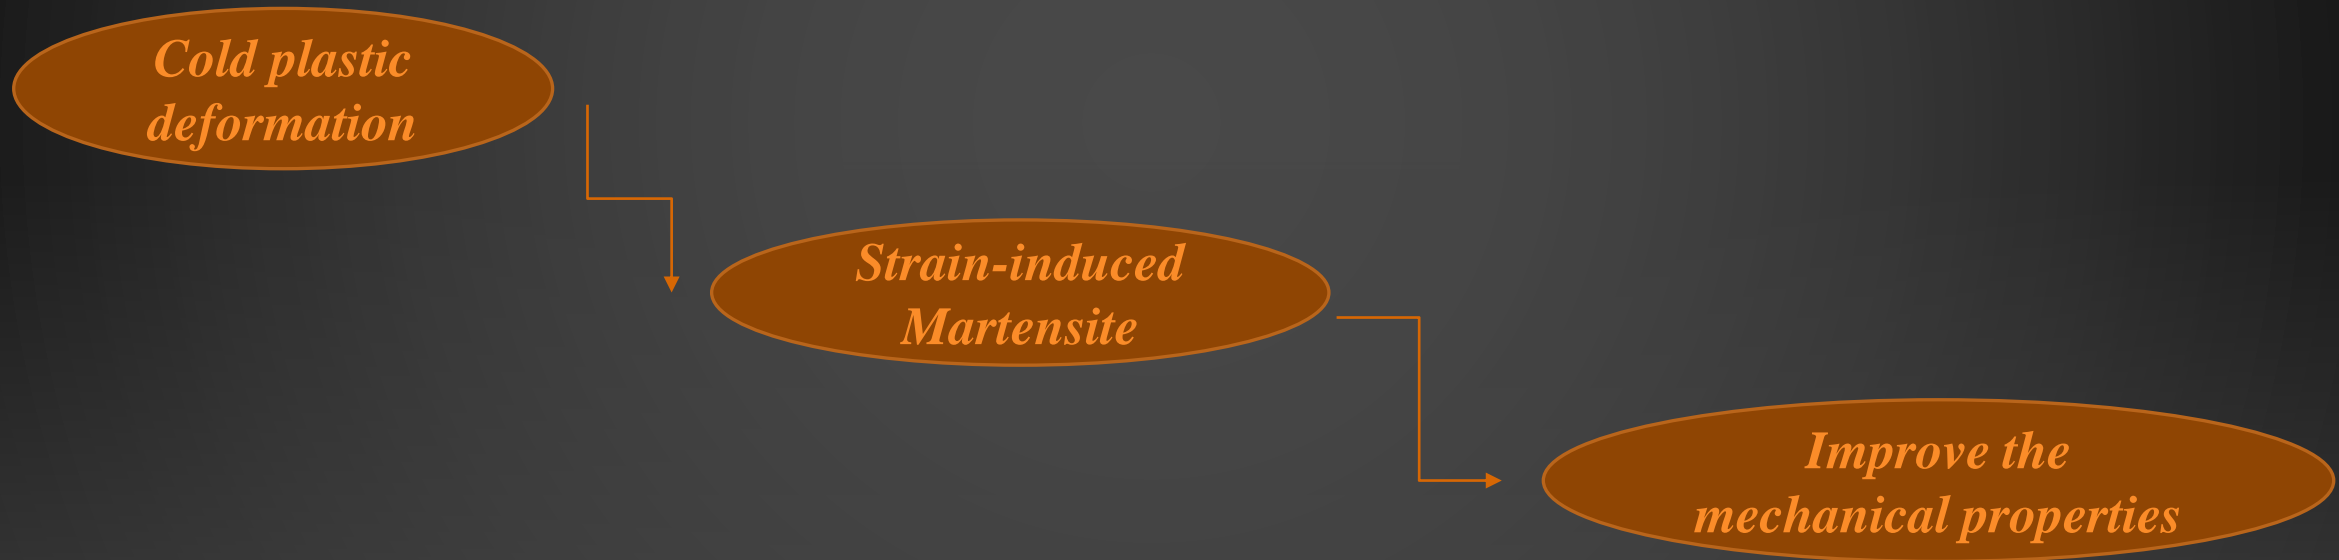 Cold plastic
deformation
Strain-induced
Martensite
Improve the
mechanical properties